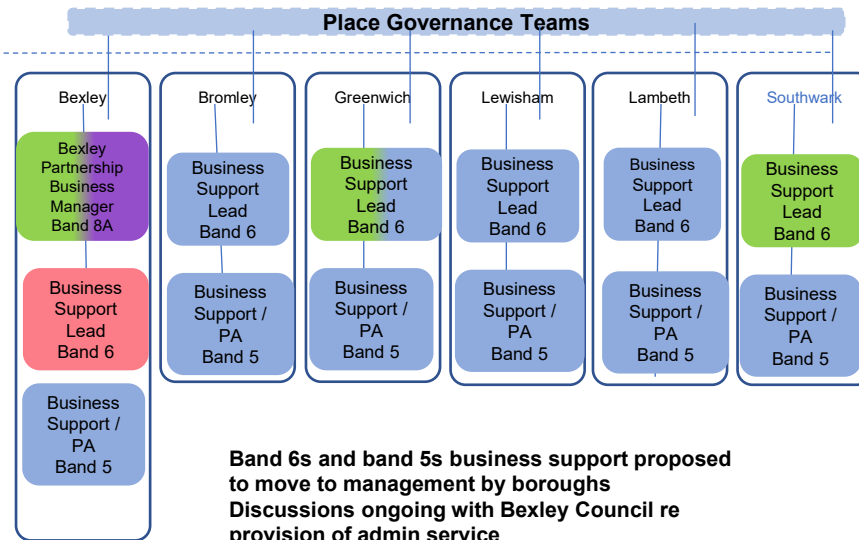 Place Governance Teams
Bexley
Bexley
Partnership
Business
Manager
Band 8A
Business
Support
Lead
Band 6
Business
Support /
PA
Band 5
Bromley
Business
Support
Lead
Band 6
Business
Support /
PA
Band 5
Greenwich
Business
Support
Lead
Band 6
Business
Support /
PA
Band 5
Lewisham
Business
Support
Lead
Band 6
Business
Support /
PA
Band 5
Lambeth
Business
Support
Lead
Band 6
Business
Support /
PA
Band 5
Southwark
Business
Support
Lead
Band 6
Business
Support /
PA
Band 5
Band 6s and band 5s business support proposed
to move to management by boroughs
Discussions ongoing with Bexley Council re
provision of admin service